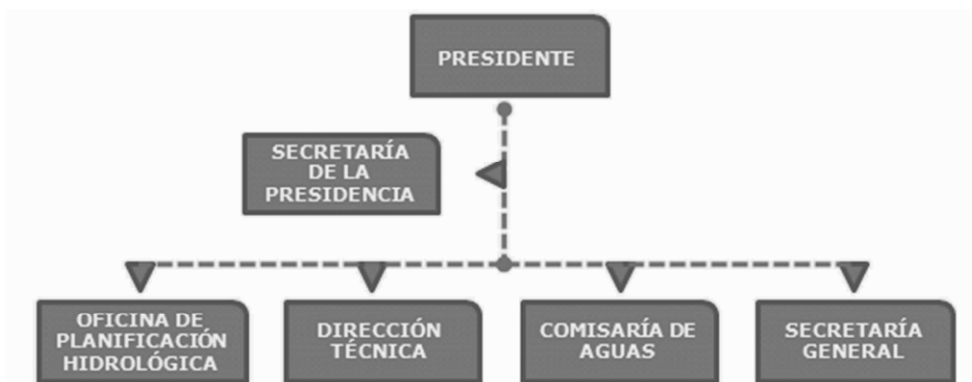 PRESIDENTE
SECRETARÍA
DE LA
PRESIDENCIA
OFICINA DE
PLANIFICACIÓN
HIDROLÓGICA
DIRECCIÓN
TÉCNICA
COMISARÍA DE
AGUAS
SECRETARÍA
GENERAL